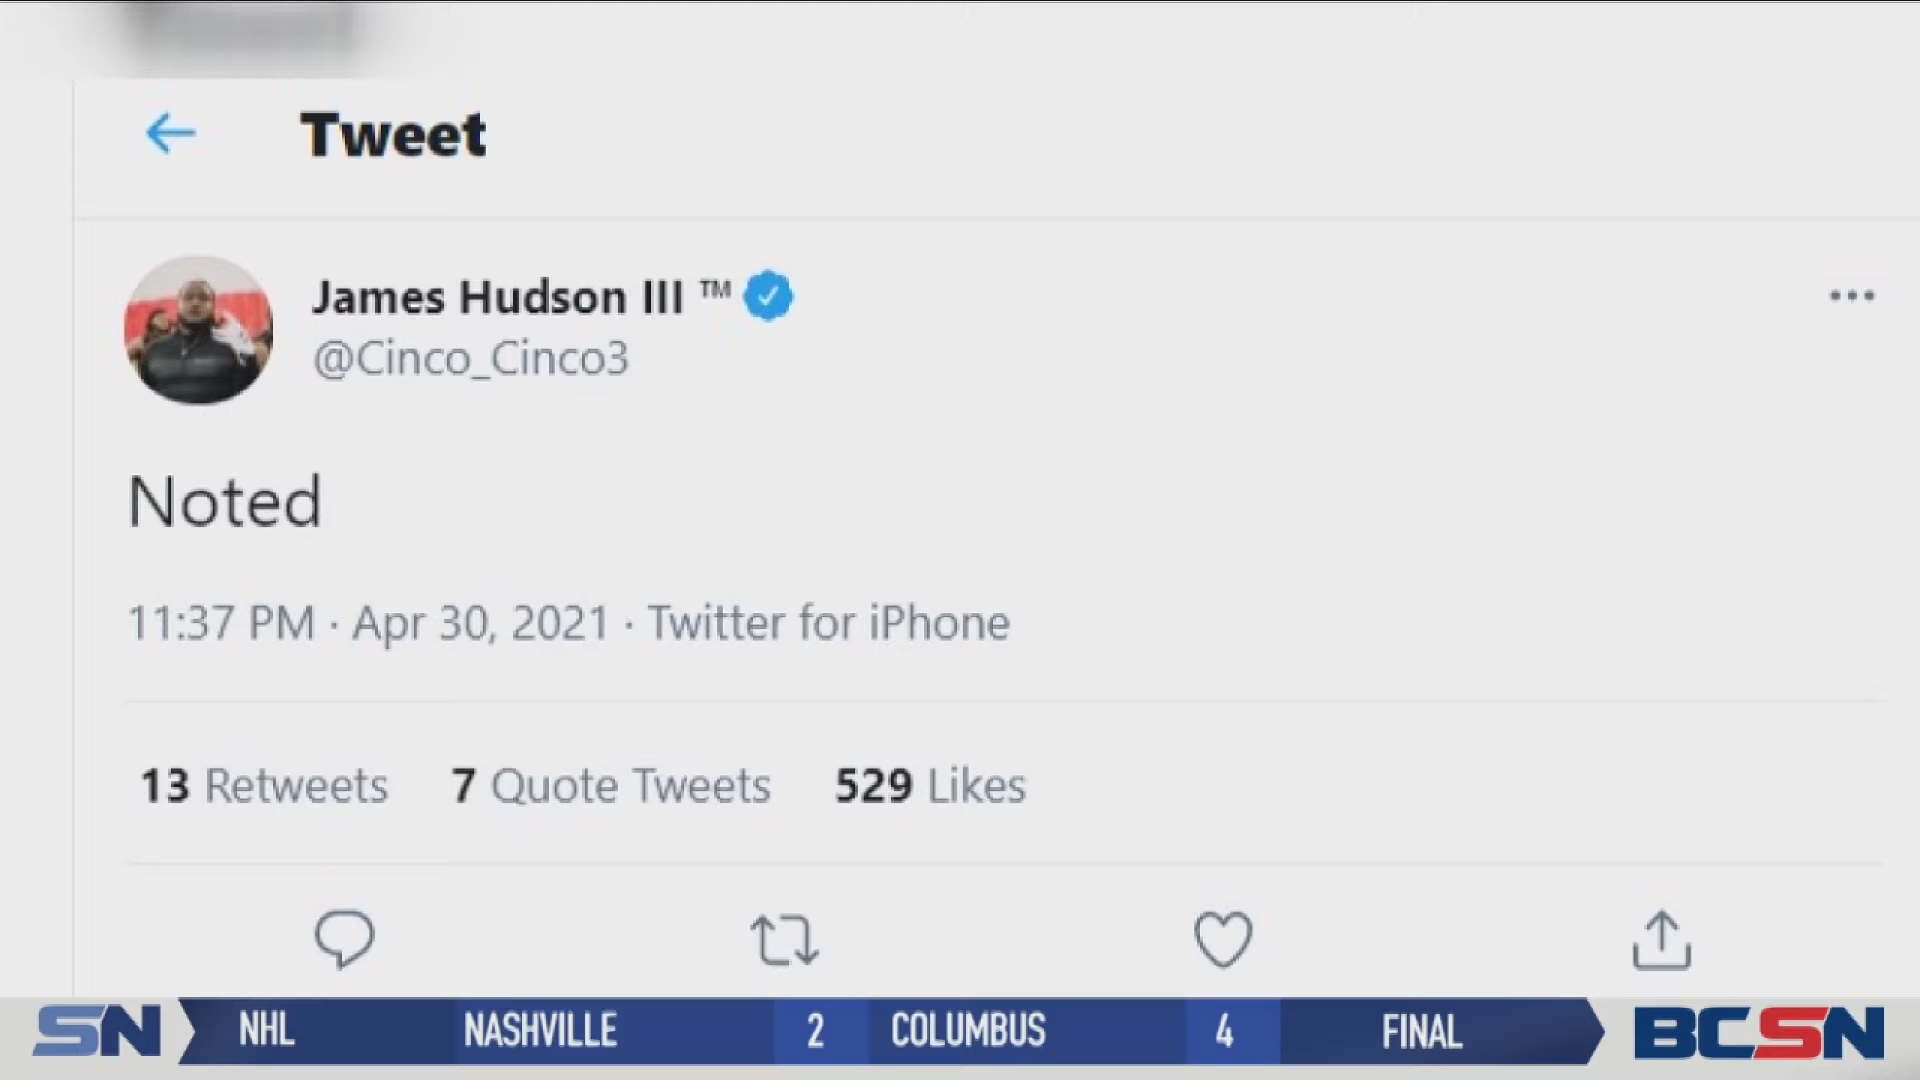 Tweet
James Hudson III ™
@Cinco_Cinco3
Noted
11:37 PM · Apr 30, 2021 · Twitter for iPhone
13 Retweets 7 Quote Tweets 529 Likes
SN NHL NASHVILLE 2 COLUMBUS 4 FINAL BCSN